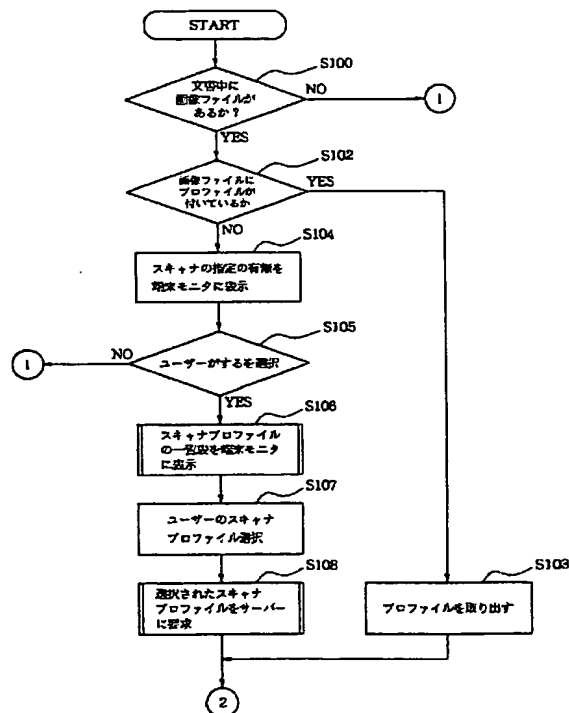 START
S100
文書中に
画像ファイルが
あるか?
NO
1
YES
S102
画像ファイルに
プロファイルが
付いているか
YES
NO
S104
スキャナの指定の有無を
端末モニタに表示
S105
NO
1
ユーザーがするを選択
YES
S106
スキャナプロファイル
の一覧表を端末モニタ
に表示
S107
ユーザーのスキャナ
プロファイル選択
S108
選択されたスキャナ
プロファイルをサーバー
に要求
S103
プロファイルを取り出す
2